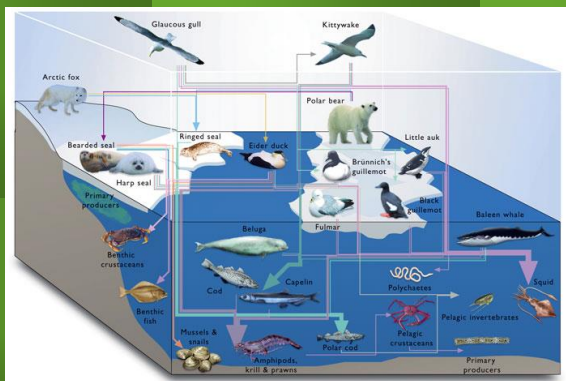 Glaucous gull
Kittywake
Arctic fox
Polar bear
Bearded seal
Ringed seal
Eider duck
Little auk
Harp seal
Brünnich's
guillemot
Primary
producers
Black
guillemot
Fulmar
Benthic
crustaceans
Beluga
Baleen whale
Cod
Capelin
Polychaetes
Squid
Benthic
fish
Pelagic invertebrates
Mussels &
snails
Amphipods,
krill & prawns
Polar cod
Pelagic
crustaceans
Primary
producers